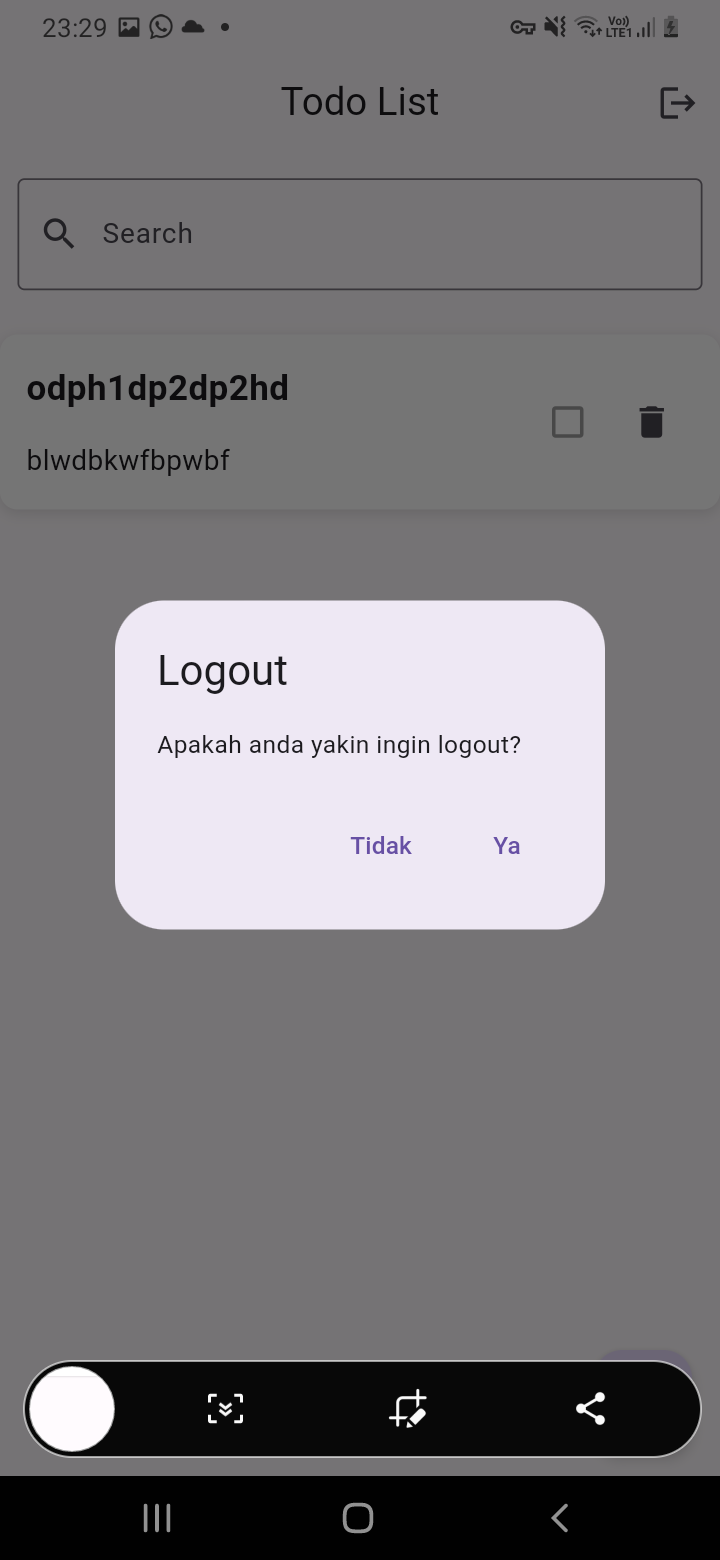 23:29
Vo))
LTE1
Todo List
Search
odph1dp2dp2hd
blwdbkwfbpwbf
Logout
Apakah anda yakin ingin logout?
Tidak Ya